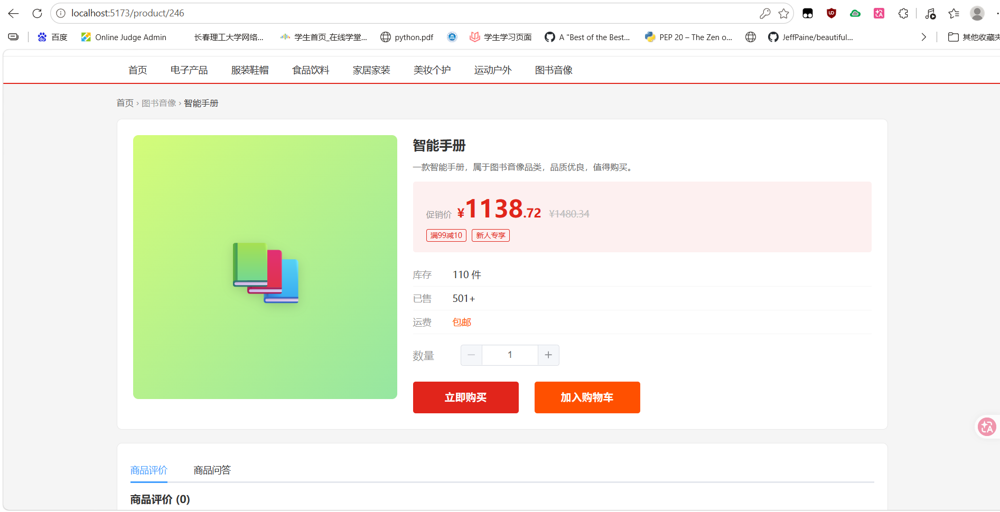 localhost:5173/product/246
百度
Online Judge Admin
长春理工大学网络...
学生首页_在线学堂...
python.pdf
学生学习页面
A "Best of the Best...
PEP 20 – The Zen o...
JeffPaine/beautiful...
其他收藏夹
首页
电子产品
服装鞋帽
食品饮料
家居家装
美妆个护
运动户外
图书音像
首页 › 图书音像 › 智能手册
智能手册
一款智能手册，属于图书音像品类，品质优良，值得购买。
促销价 ¥1138.72 ¥1480.34
满99减10 新人专享
库存 110 件
已售 501+
运费 包邮
数量 1
立即购买
加入购物车
商品评价
商品问答
商品评价 (0)